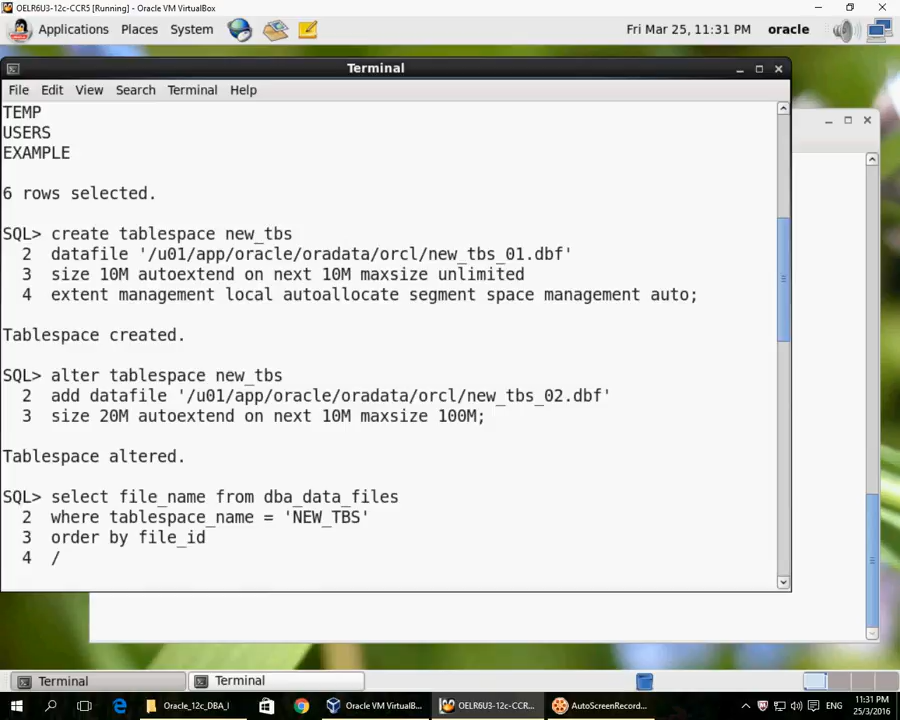 OELR6U3-12c-CCR5 [Running] - Oracle VM VirtualBox
Applications Places System Fri Mar 25, 11:31 PM oracle
Terminal
File Edit View Search Terminal Help
TEMP
USERS
EXAMPLE
6 rows selected.
SQL> create tablespace new_tbs
2 datafile '/u01/app/oracle/oradata/orcl/new_tbs_01.dbf'
3 size 10M autoextend on next 10M maxsize unlimited
4 extent management local autoallocate segment space management auto;
Tablespace created.
SQL> alter tablespace new_tbs
2 add datafile '/u01/app/oracle/oradata/orcl/new_tbs_02.dbf'
3 size 20M autoextend on next 10M maxsize 100M;
Tablespace altered.
SQL> select file_name from dba_data_files
2 where tablespace_name = 'NEW_TBS'
3 order by file_id
4 /
Terminal Terminal
Oracle_12c_DBA_I Oracle VM VirtualB... OELR6U3-12c-CCR... AutoScreenRecord... ENG 11:31 PM
25/3/2016